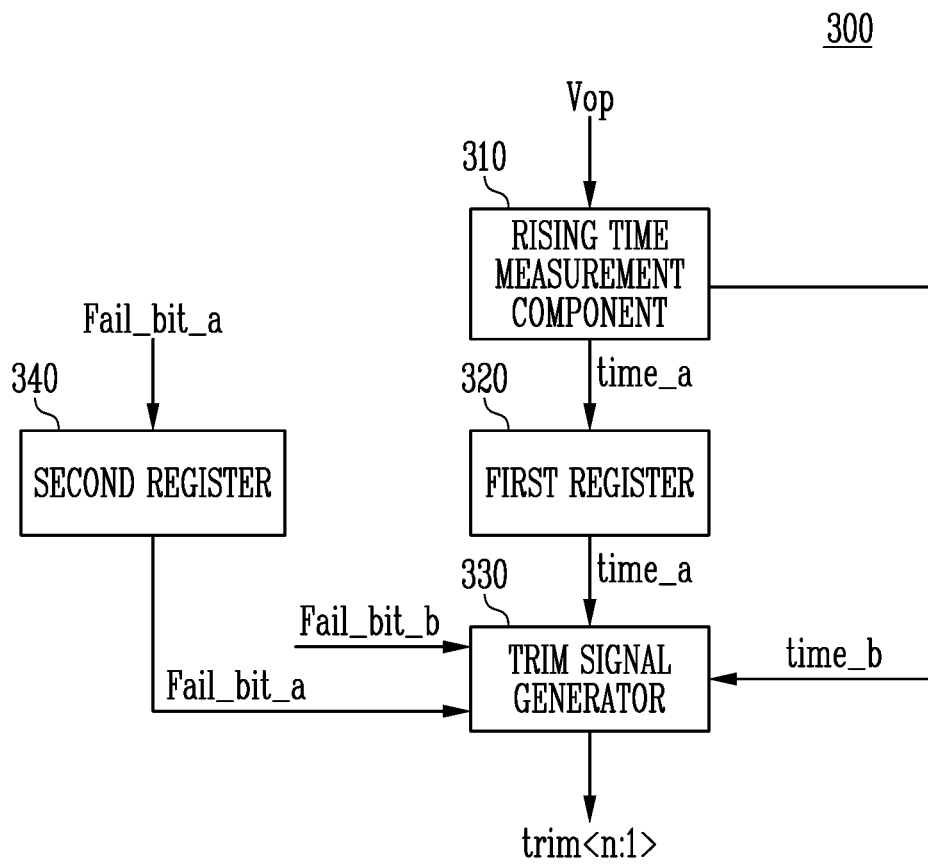 300
Vop
310
RISING TIME
MEASUREMENT
COMPONENT
Fail_bit_a
time_a
340
320
SECOND REGISTER
FIRST REGISTER
time_a
330
Fail_bit_b
TRIM SIGNAL
GENERATOR
time_b
Fail_bit_a
trim<n:1>